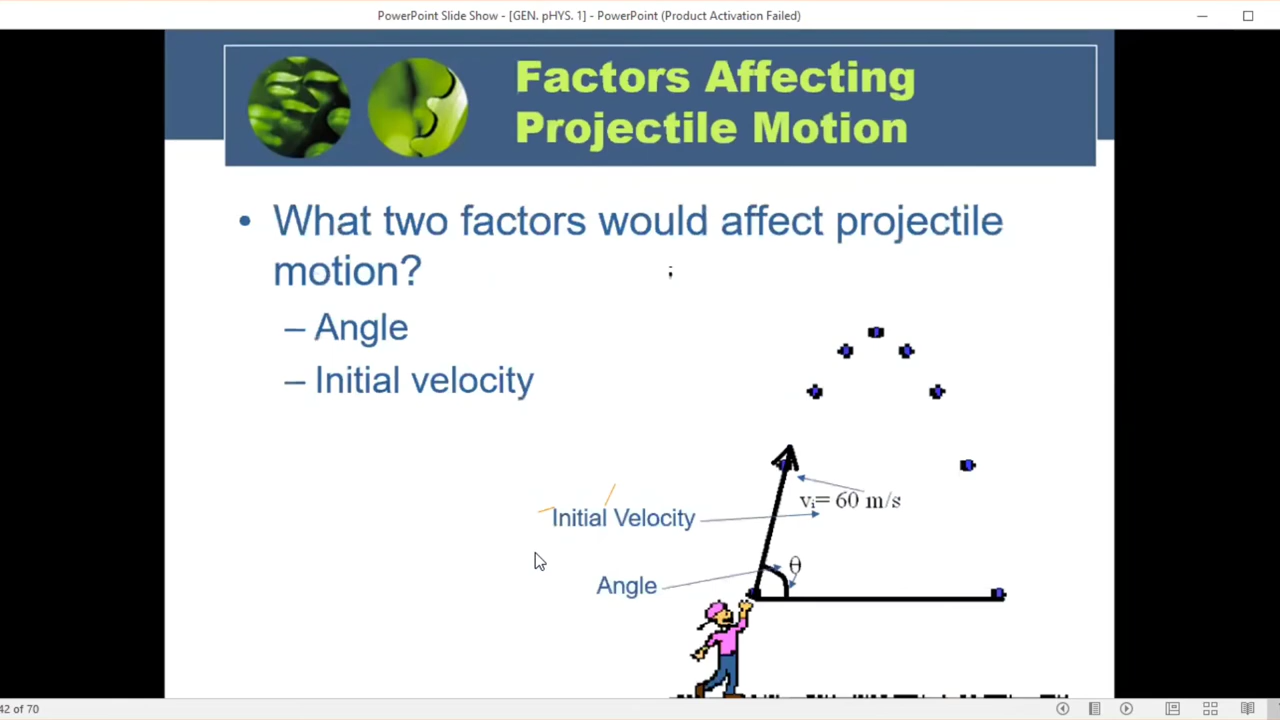 PowerPoint Slide Show - [GEN. pHYS. 1] - PowerPoint (Product Activation Failed)
Factors Affecting
Projectile Motion
• What two factors would affect projectile
motion?
;
– Angle
– Initial velocity
vᵢ= 60 m/s
Initial Velocity
θ
Angle
42 of 70